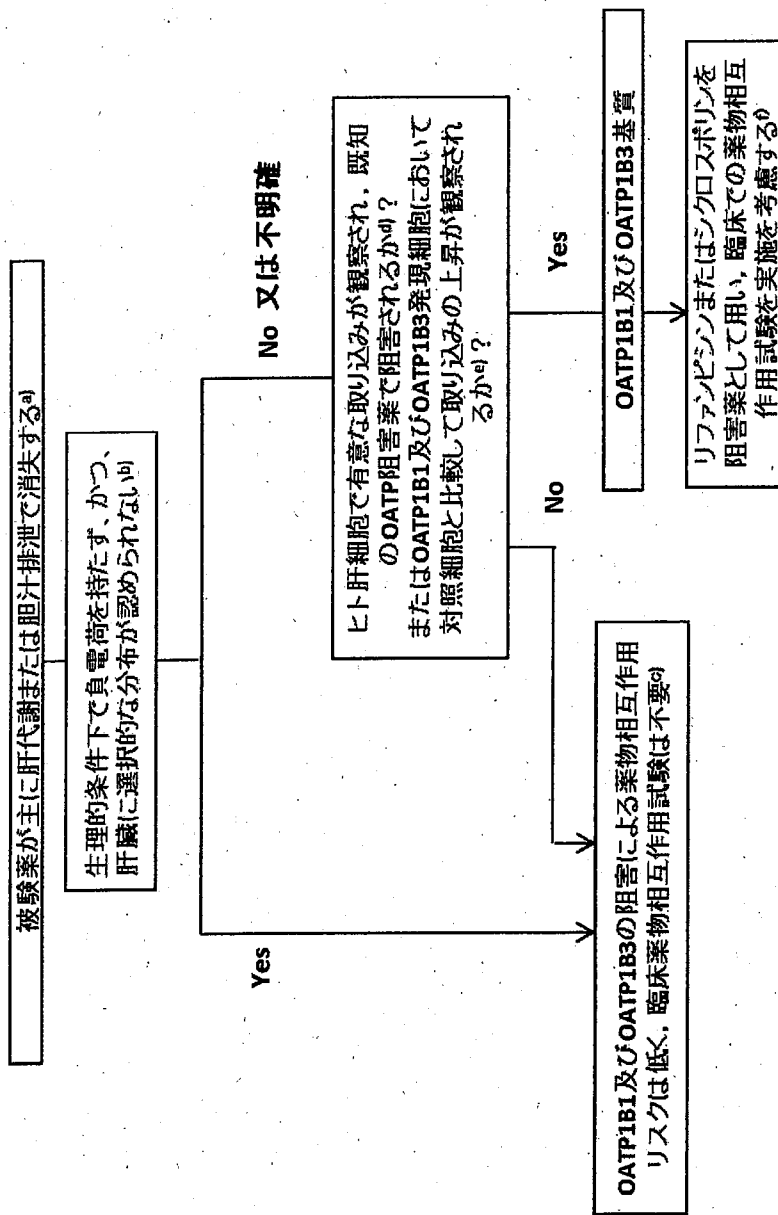 被験薬が主に肝代謝または胆汁排泄で消失するa)
生理的条件下で負電荷を持たず、かつ、
肝臓に選択的な分布が認められないb)
Yes
No 又は不明確
ヒト肝細胞で有意な取り込みが観察され，既知
のOATP阻害薬で阻害されるかd)？
またはOATP1B1及びOATP1B3発現細胞において
対照細胞と比較して取り込みの上昇が観察され
るかe)？
No
Yes
OATP1B1及びOATP1B3の阻害による薬物相互作用
リスクは低く，臨床薬物相互作用試験は不要c)
OATP1B1及びOATP1B3基質
リファンピシンまたはシクロスポリンを
阻害薬として用い，臨床での薬物相互
作用試験を実施を考慮するf)